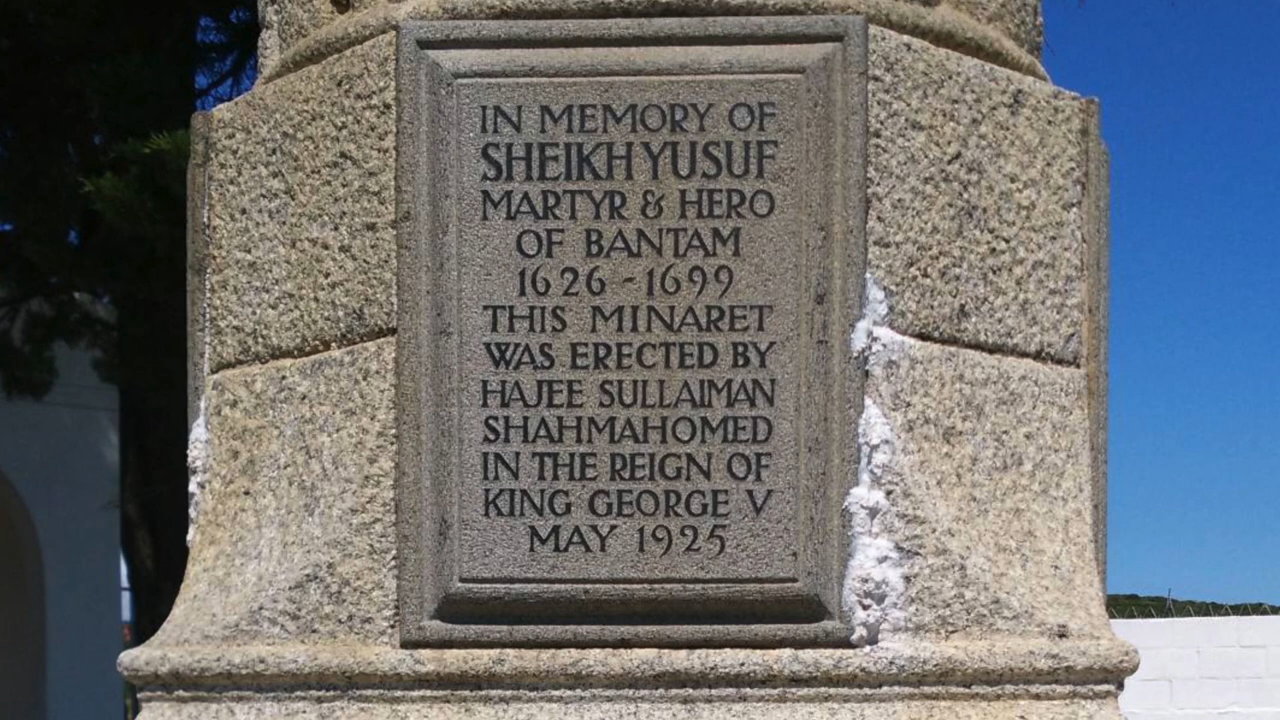 IN MEMORY OF
SHEIKH YUSUF
MARTYR & HERO
OF BANTAM
1626 - 1699
THIS MINARET
WAS ERECTED BY
HAJEE SULLAIMAN
SHAHMAHOMED
IN THE REIGN OF
KING GEORGE V
MAY 1925